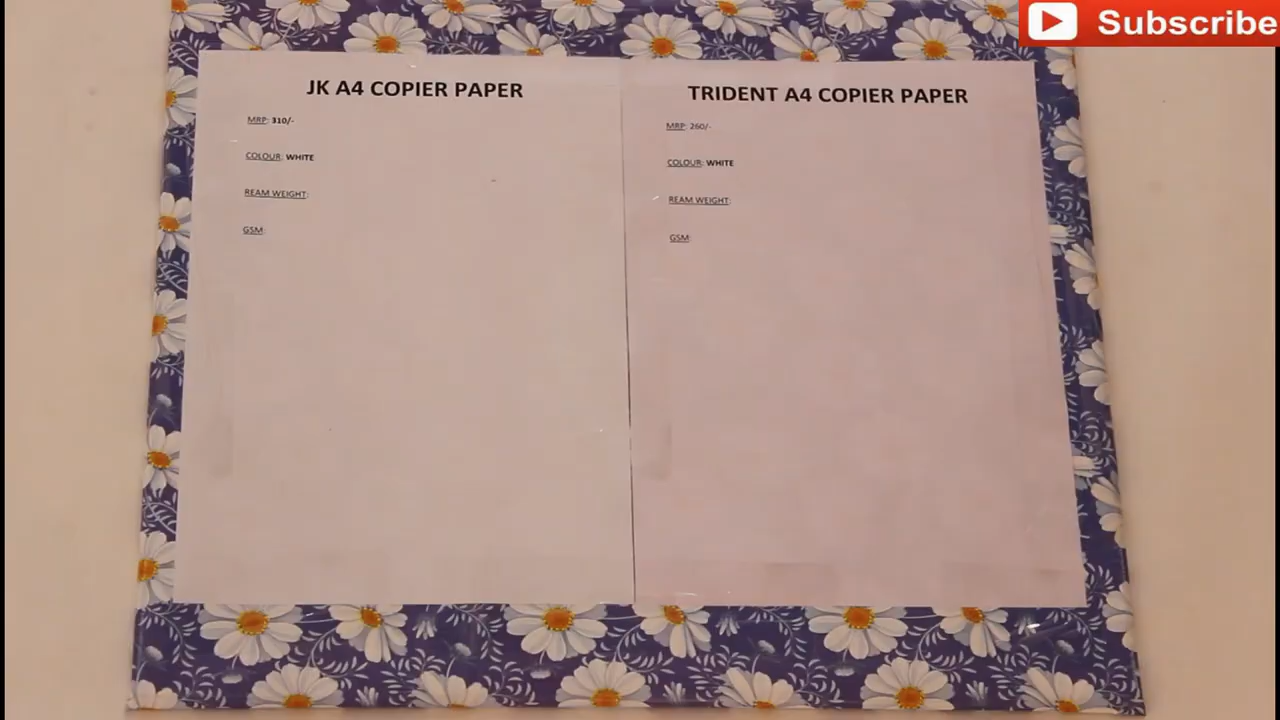 Subscribe
JK A4 COPIER PAPER
MRP: 310/-
COLOUR: WHITE
REAM WEIGHT:
GSM:
TRIDENT A4 COPIER PAPER
MRP: 260/-
COLOUR: WHITE
REAM WEIGHT:
GSM: